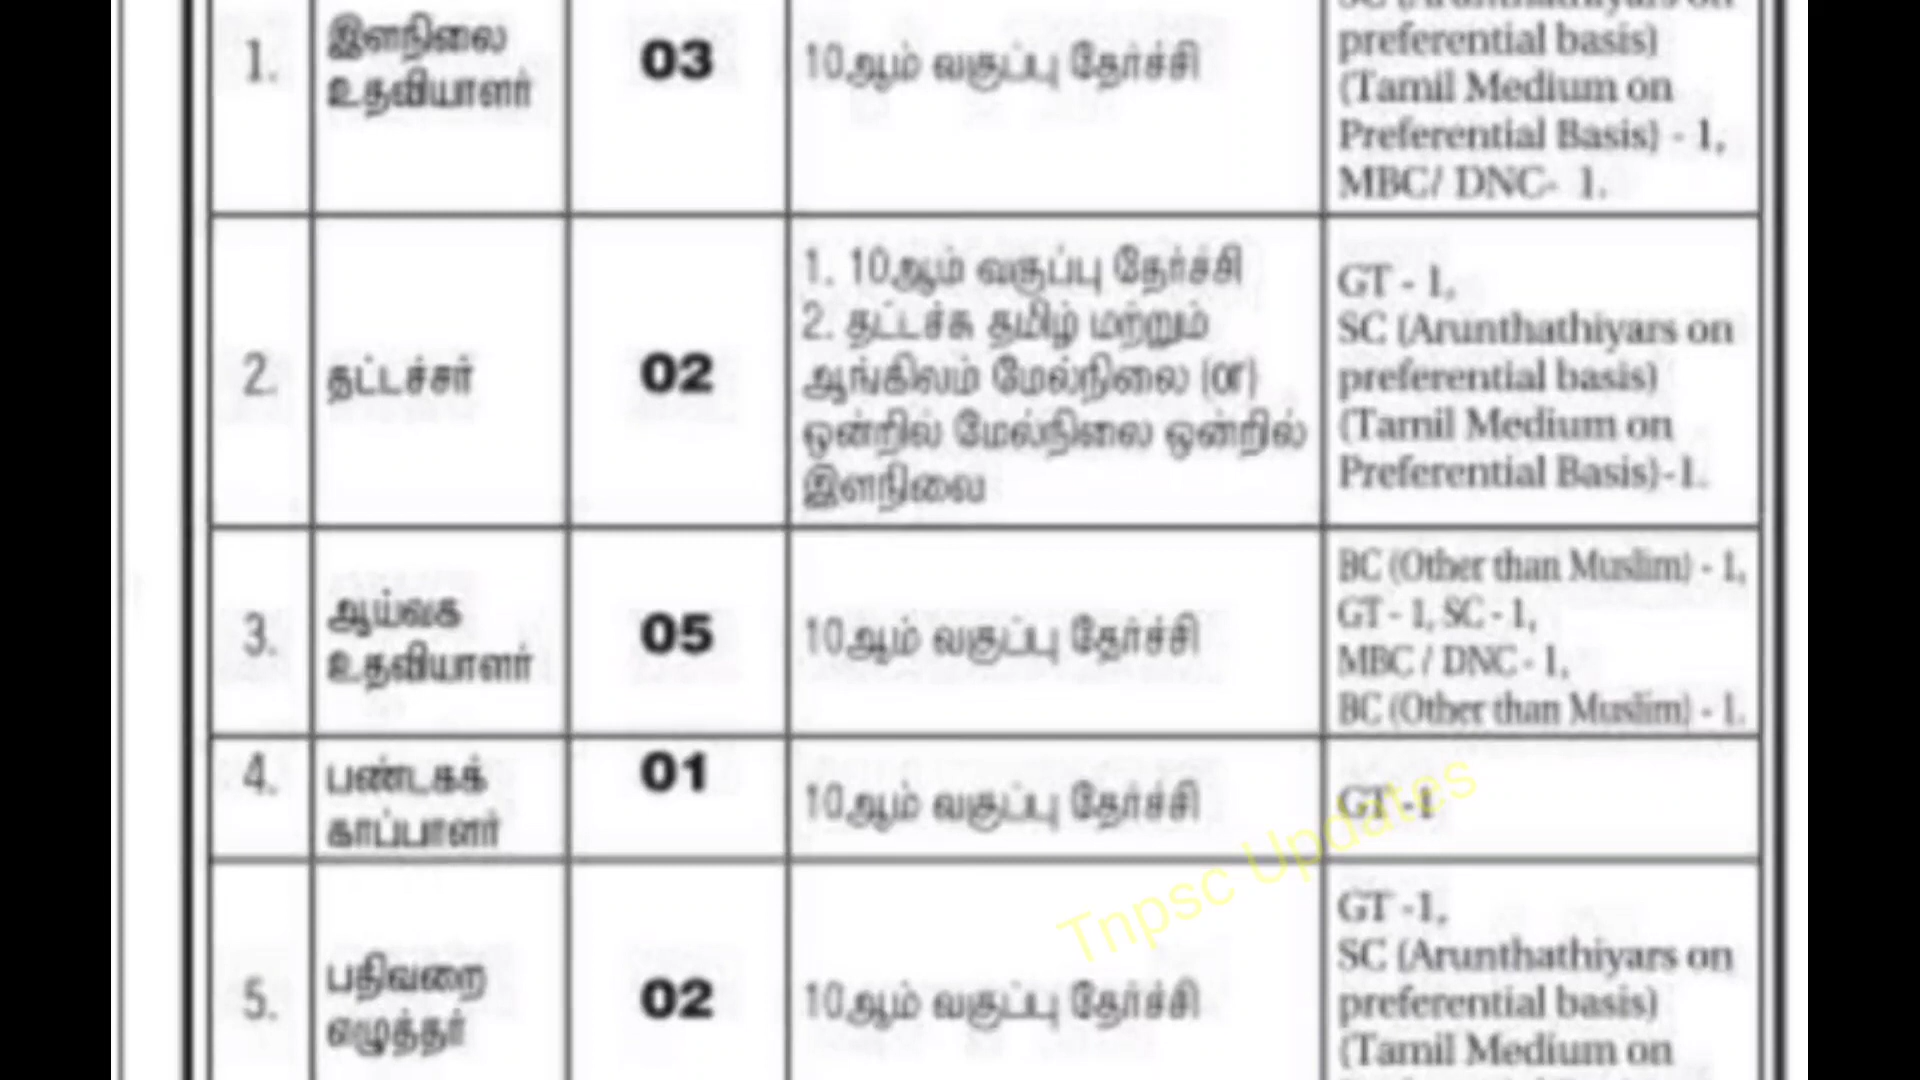 1.
இளநிலை
உதவியாளர்
03
10ஆம் வகுப்பு தேர்ச்சி
SC (Arunthathiyars on
preferential basis)
(Tamil Medium on
Preferential Basis) - 1,
MBC/ DNC- 1.
2.
தட்டச்சர்
02
1. 10ஆம் வகுப்பு தேர்ச்சி
2. தட்டச்சு தமிழ் மற்றும்
ஆங்கிலம் மேல்நிலை (or)
ஒன்றில் மேல்நிலை ஒன்றில்
இளநிலை
GT - 1,
SC (Arunthathiyars on
preferential basis)
(Tamil Medium on
Preferential Basis)-1.
3.
ஆய்வக
உதவியாளர்
05
10ஆம் வகுப்பு தேர்ச்சி
BC (Other than Muslim) - 1,
GT - 1, SC - 1,
MBC / DNC - 1,
BC (Other than Muslim) - 1.
4.
பண்டகக்
காப்பாளர்
01
10ஆம் வகுப்பு தேர்ச்சி
GT -1
Tnpsc Updates
5.
பதிவறை
எழுத்தர்
02
10ஆம் வகுப்பு தேர்ச்சி
GT -1,
SC (Arunthathiyars on
preferential basis)
(Tamil Medium on